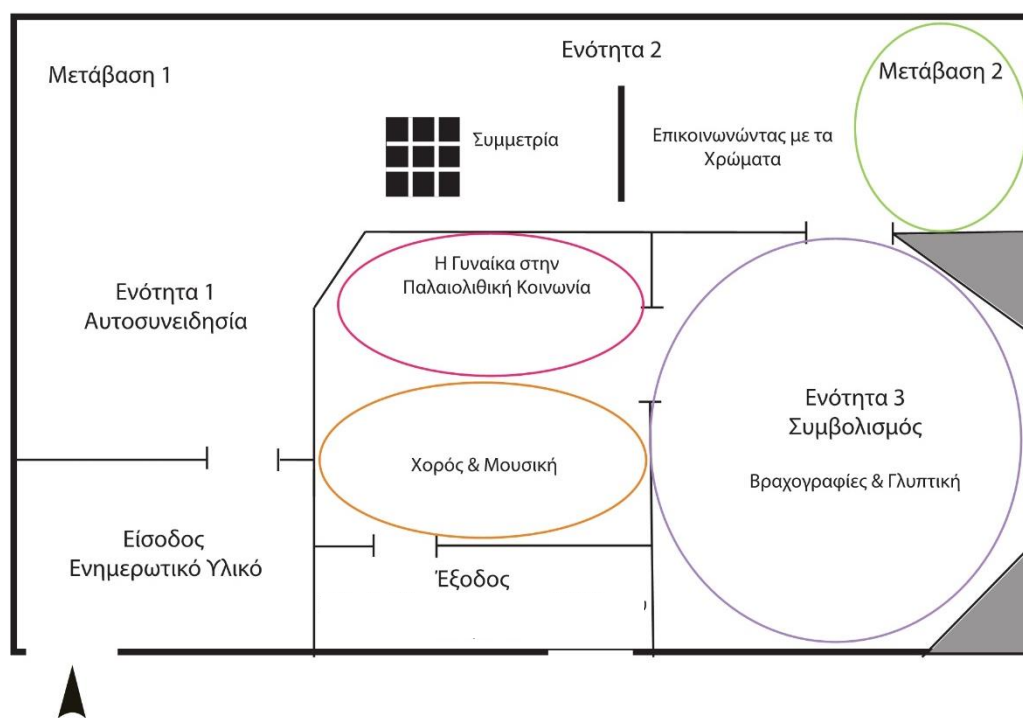 Μετάβαση 1
Ενότητα 2
Μετάβαση 2
Συμμετρία
Επικοινωνώντας με τα
Χρώματα
Η Γυναίκα στην
Παλαιολιθική Κοινωνία
Ενότητα 1
Αυτοσυνειδησία
Ενότητα 3
Συμβολισμός
Βραχογραφίες & Γλυπτική
Χορός & Μουσική
Είσοδος
Ενημερωτικό Υλικό
Έξοδος